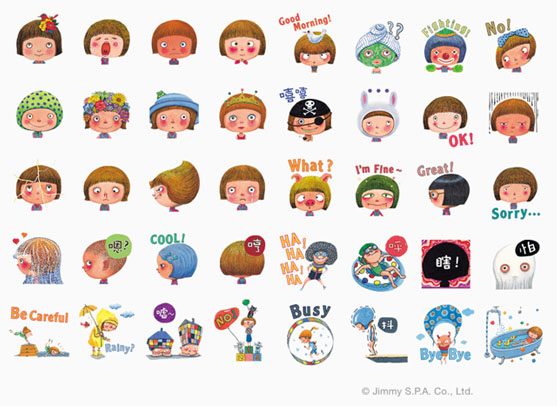 Good Morning!
??
Fighting!
No!
嘻嘻
OK!
What?
I'm Fine~
Great!
Sorry...
嗯?
COOL!
哼
HA!
HA!
HA!
HA!
呼
瞎!
怕
Be Careful!
Rainy?
NO
Busy
抖
Bye Bye
© Jimmy S.P.A. Co., Ltd.